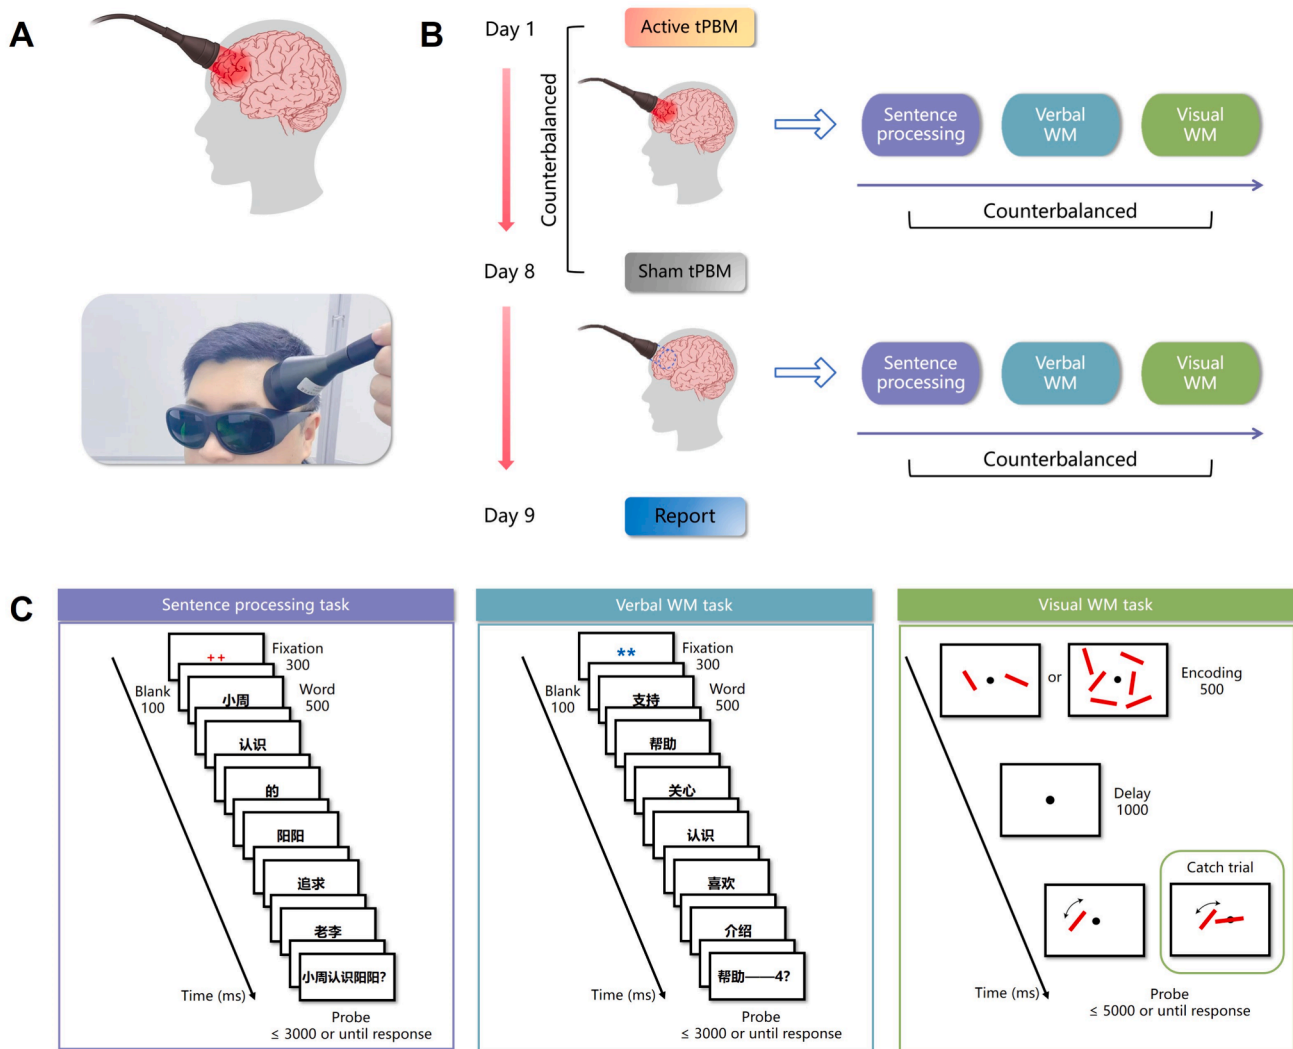 A
B
Day 1
Active tPBM
Counterbalanced
Sentence
processing
Verbal
WM
Visual
WM
Counterbalanced
Day 8
Sham tPBM
Sentence
processing
Verbal
WM
Visual
WM
Counterbalanced
Day 9
Report
C
Sentence processing task
++
Fixation
300
Blank
100
Word
500
小周
认识
的
阳阳
追求
老李
小周认识阳阳?
Time (ms)
Probe
≤ 3000 or until response
Verbal WM task
**
Fixation
300
Blank
100
Word
500
支持
帮助
关心
认识
喜欢
介绍
帮助——4?
Time (ms)
Probe
≤ 3000 or until response
Visual WM task
or
Encoding
500
Delay
1000
Catch trial
Time (ms)
Probe
≤ 5000 or until response